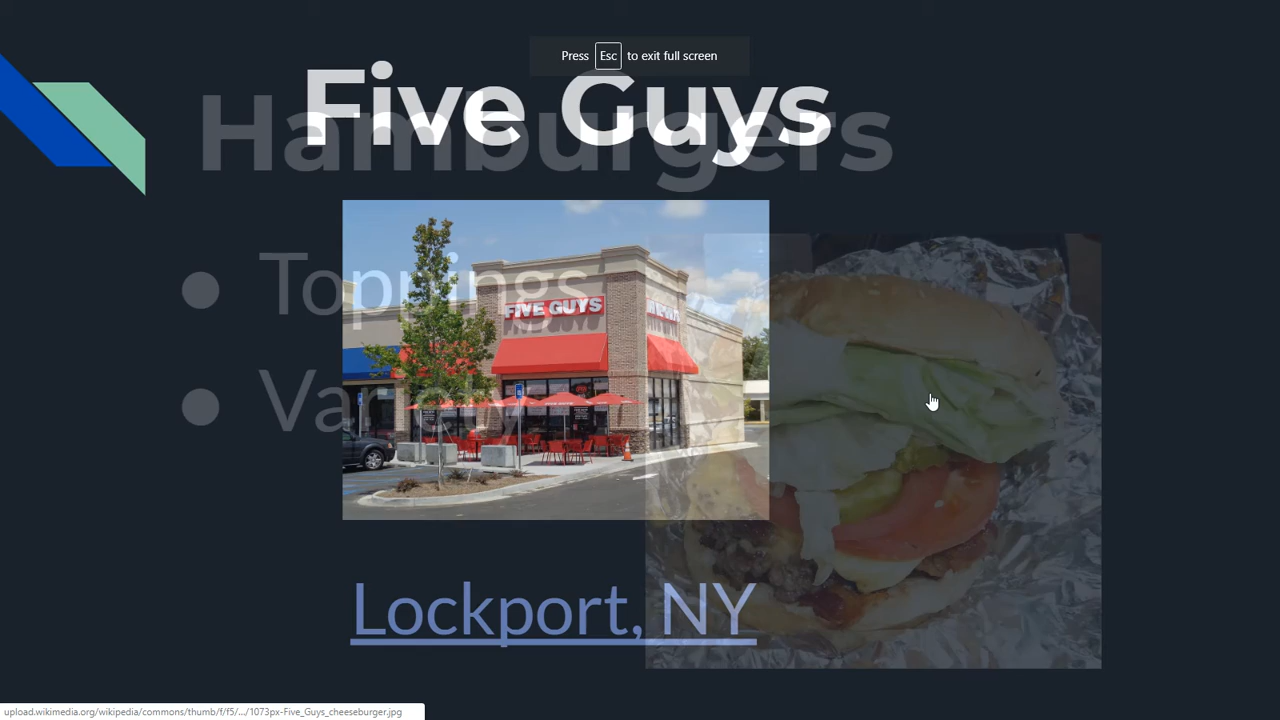 Press Esc to exit full screen
Five Guys
Hamburgers
Toppings
FIVE GUYS
Variety
Lockport, NY
upload.wikimedia.org/wikipedia/commons/thumb/f/f5/.../1073px-Five_Guys_cheeseburger.jpg